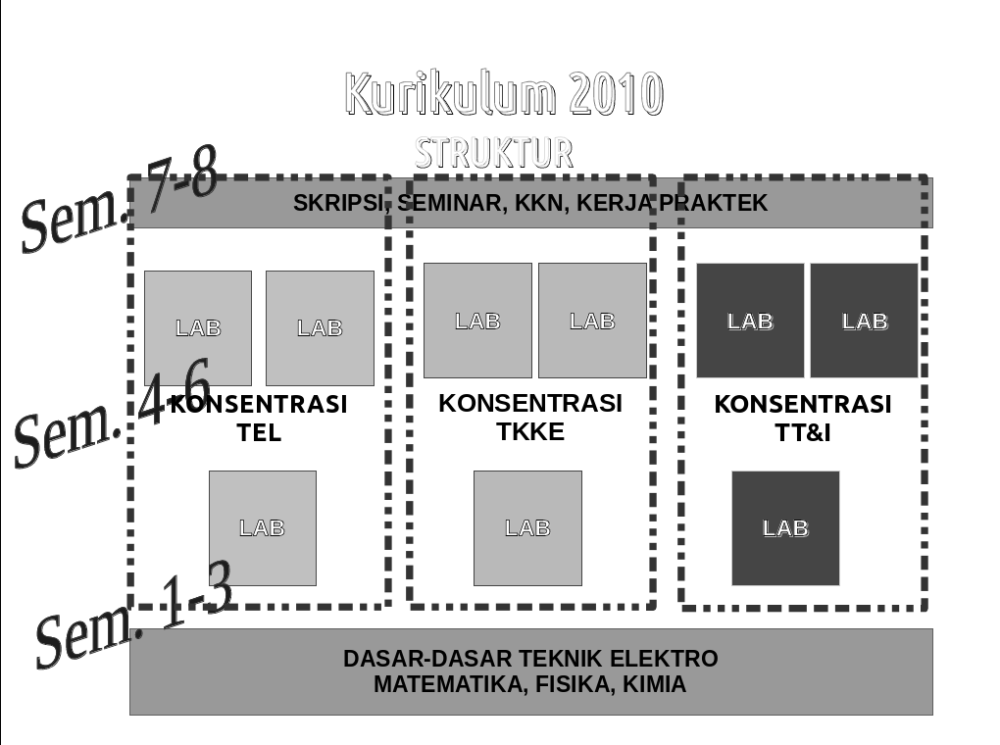 Kurikulum 2010
STRUKTUR
Sem. 7-8
SKRIPSI, SEMINAR, KKN, KERJA PRAKTEK
LAB LAB LAB LAB LAB LAB
Sem. 4-6
KONSENTRASI
TEL
KONSENTRASI
TKKE
KONSENTRASI
TT&I
LAB LAB LAB
Sem. 1-3
DASAR-DASAR TEKNIK ELEKTRO
MATEMATIKA, FISIKA, KIMIA